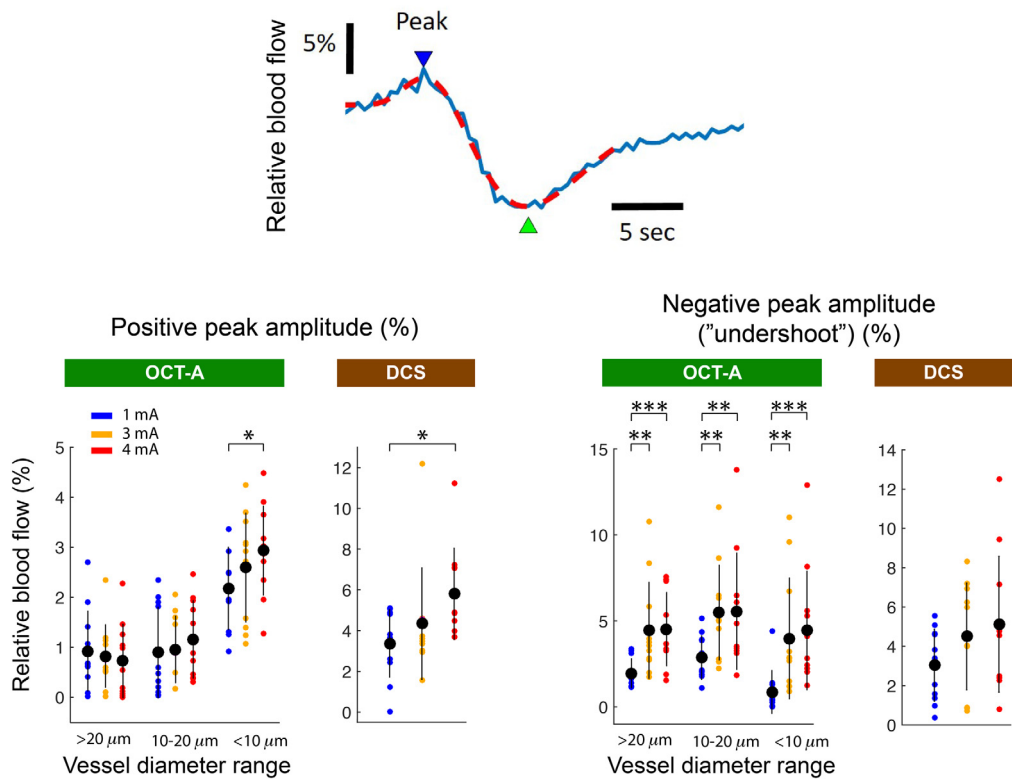 Relative blood flow
5%
Peak
5 sec
Positive peak amplitude (%)
OCT-A
DCS
1 mA
3 mA
4 mA
Relative blood flow (%)
5
4
3
2
1
0
*
>20 μm
10-20 μm
<10 μm
Vessel diameter range
12
10
8
6
4
2
0
*
Negative peak amplitude
("undershoot") (%)
OCT-A
DCS
15
10
5
0
***
**
**
**
***
**
>20 μm
10-20 μm
<10 μm
Vessel diameter range
14
12
10
8
6
4
2
0